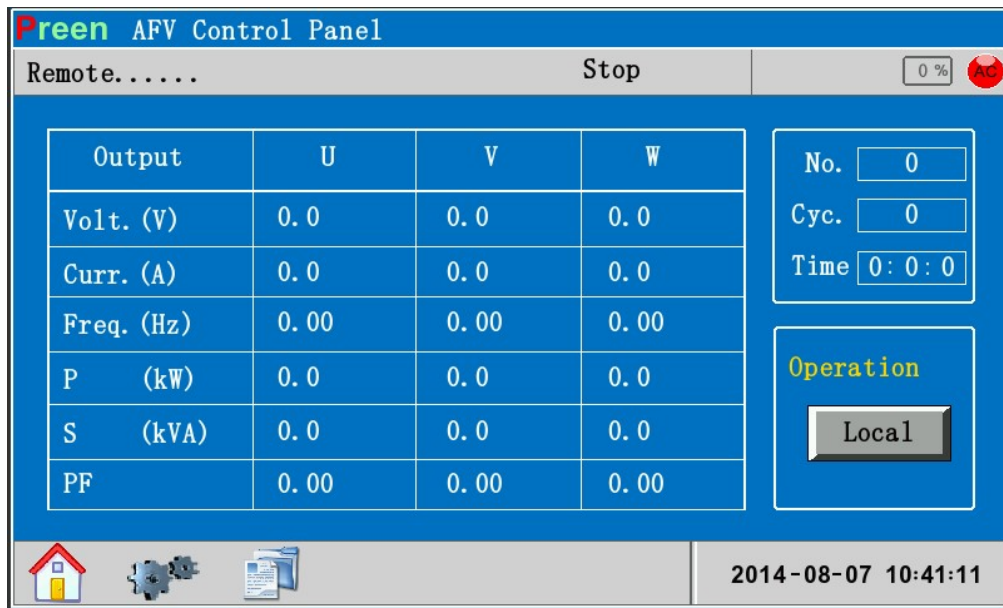 Preen AFV Control Panel
Remote...... Stop 0 % AC
Output U V W
Volt. (V) 0.0 0.0 0.0
Curr. (A) 0.0 0.0 0.0
Freq. (Hz) 0.00 0.00 0.00
P (kW) 0.0 0.0 0.0
S (kVA) 0.0 0.0 0.0
PF 0.00 0.00 0.00
No. 0
Cyc. 0
Time 0: 0: 0
Operation
Local
2014-08-07 10:41:11